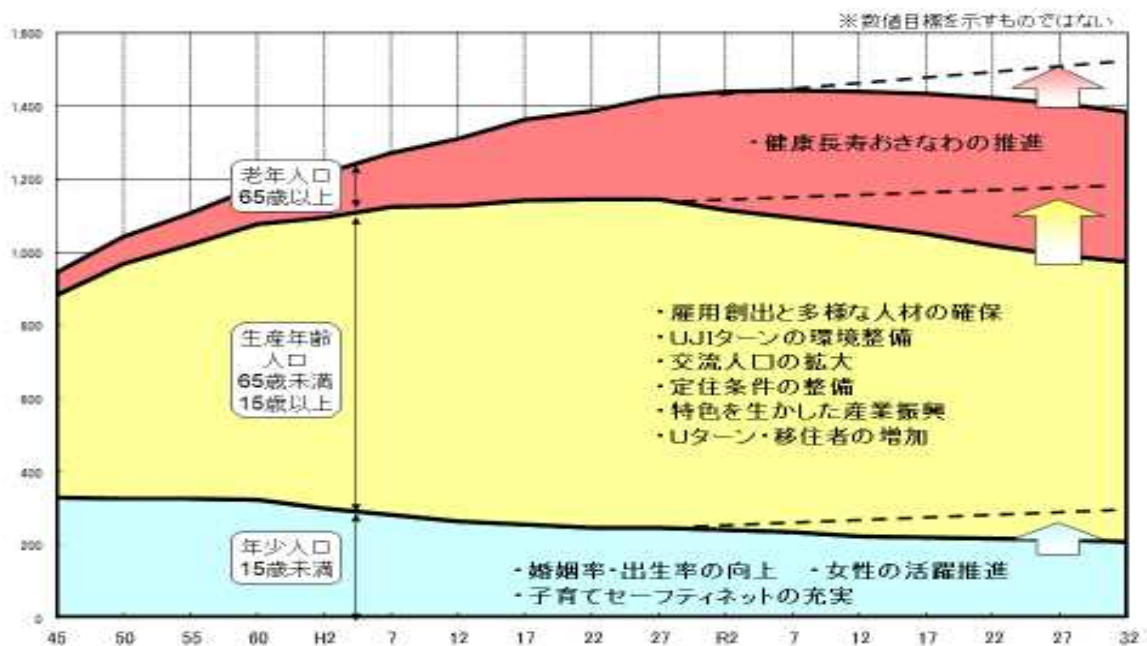 ※数値目標を示すものではない
1,600
1,400
1,200
1,000
800
600
400
200
0
老年人口
65歳以上
・健康長寿おきなわの推進
生産年齢
人口
65歳未満
15歳以上
・雇用創出と多様な人材の確保
・UJIターンの環境整備
・交流人口の拡大
・定住条件の整備
・特色を生かした産業振興
・Uターン・移住者の増加
年少人口
15歳未満
・婚姻率・出生率の向上 ・女性の活躍推進
・子育てセーフティネットの充実
45 50 55 60 H2 7 12 17 22 27 R2 7 12 17 22 27 32